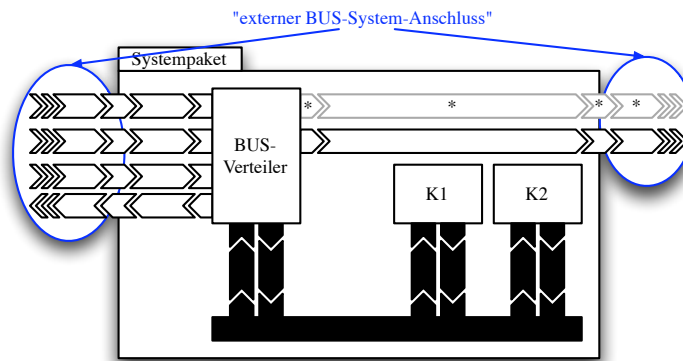 "externer BUS-System-Anschluss"
Systempaket
* * * *
BUS-
Verteiler
K1 K2